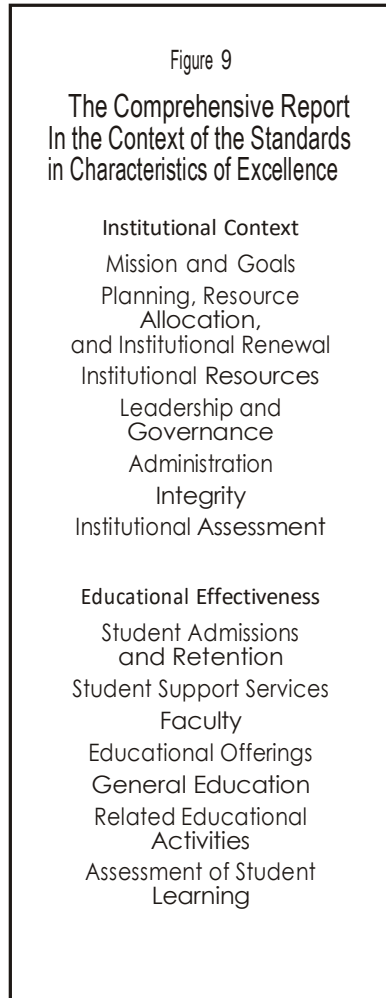 Figure 9
The Comprehensive Report
In the Context of the Standards
in Characteristics of Excellence
Institutional Context
Mission and Goals
Planning, Resource
Allocation,
and Institutional Renewal
Institutional Resources
Leadership and
Governance
Administration
Integrity
Institutional Assessment
Educational Effectiveness
Student Admissions
and Retention
Student Support Services
Faculty
Educational Offerings
General Education
Related Educational
Activities
Assessment of Student
Learning